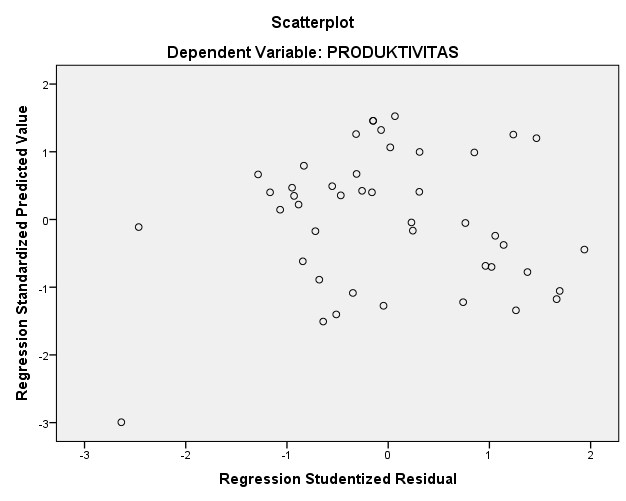 Scatterplot
Dependent Variable: PRODUKTIVITAS
Regression Standardized Predicted Value
2
1
0
-1
-2
-3
-3 -2 -1 0 1 2
Regression Studentized Residual